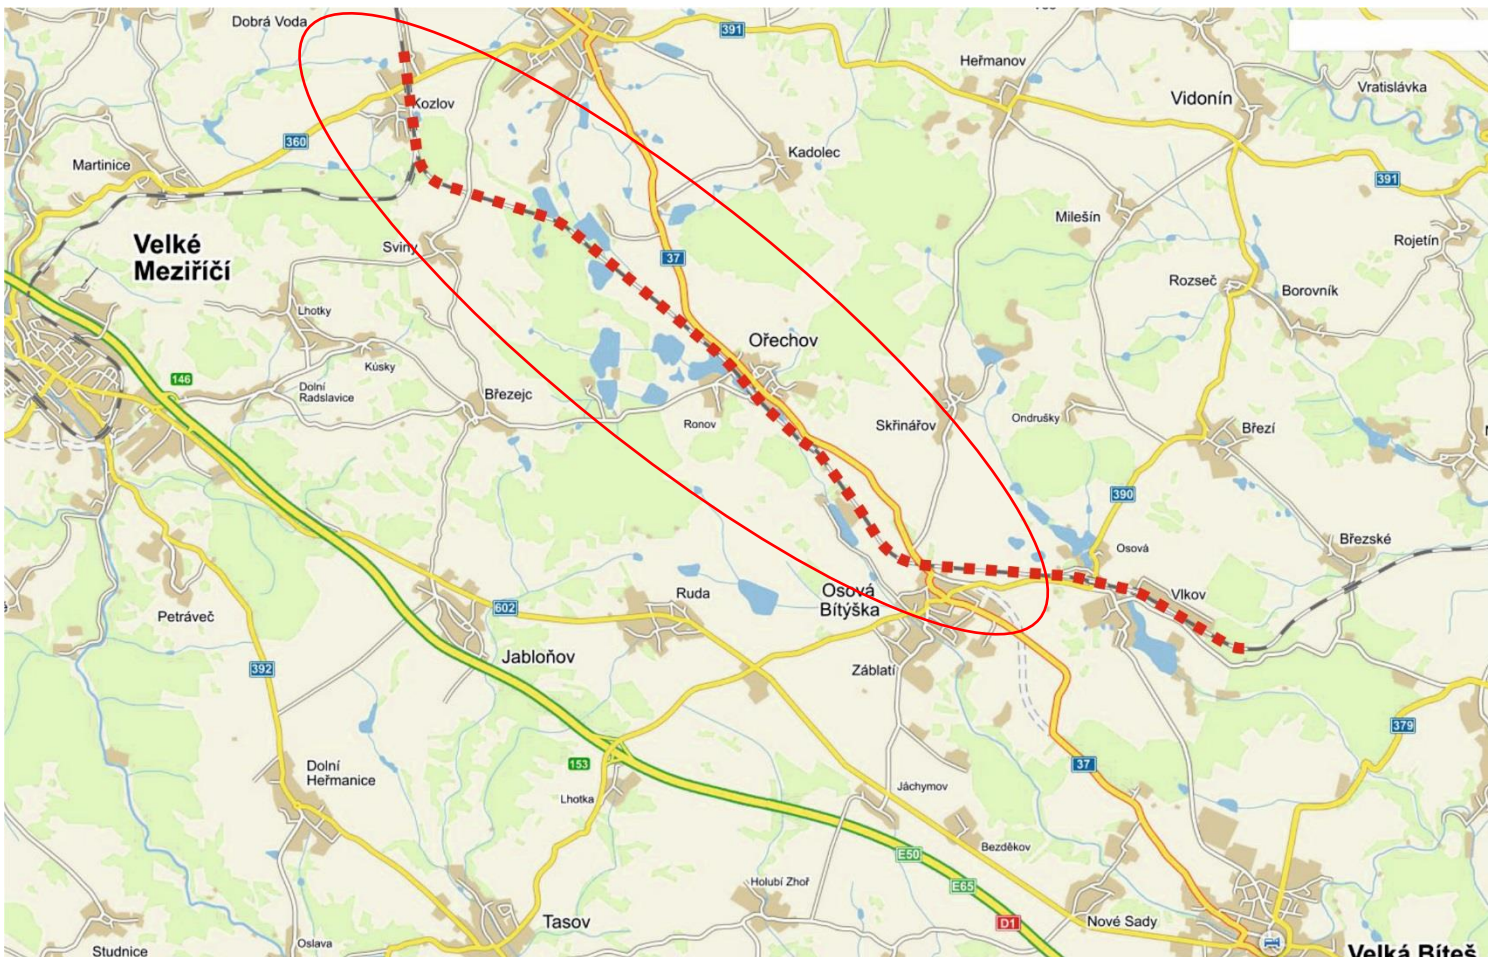 Dobrá Voda
391
Heřmanov
Vidonín
Vratislávka
Kozlov
360
Kadolec
Martinice
391
Milešín
Rojetín
Velké
Meziříčí
Sviny
37
Rozseč
Borovník
Lhotky
Ořechov
Kúsky
146
Dolní
Radslavice
Březejc
Ronov
Skřinářov
Ondrušky
Březí
390
Osová
Březské
Osová
Bítýška
Vlkov
Ruda
602
Petráveč
Jabloňov
Záblatí
392
379
153
37
Dolní
Heřmanice
Lhotka
Jáchymov
E50
Bezděkov
E65
Holubí Zhoř
D1
Nové Sady
Tasov
Oslava
Studnice
Velká Bíteš